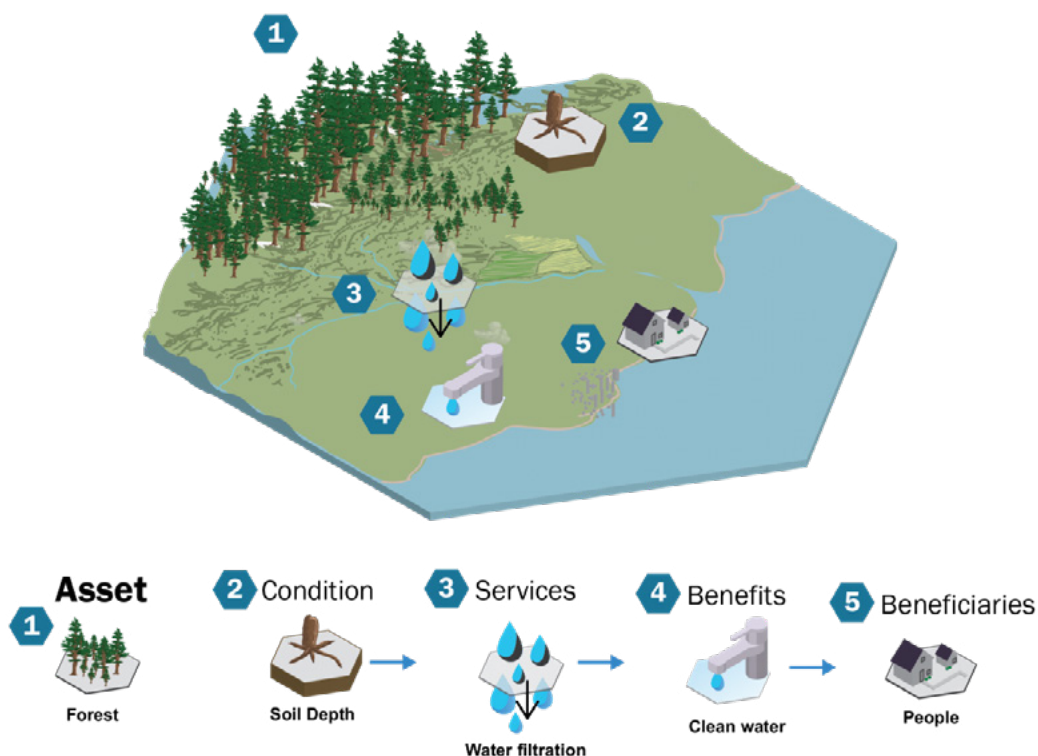 1
2
3
5
4
Asset
1
Forest
2 Condition
Soil Depth
3 Services
Water filtration
4 Benefits
Clean water
5 Beneficiaries
People